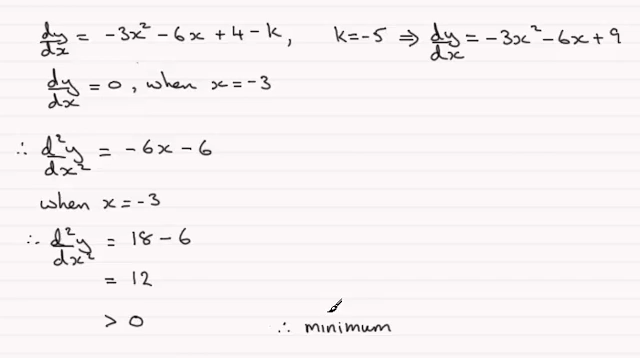 dy/dx = -3x² - 6x + 4 - k, k = -5 ⇒ dy/dx = -3x² - 6x + 9
dy/dx = 0, when x = -3
∴ d²y/dx² = -6x - 6
when x = -3
∴ d²y/dx² = 18 - 6
= 12
> 0 ∴ minimum